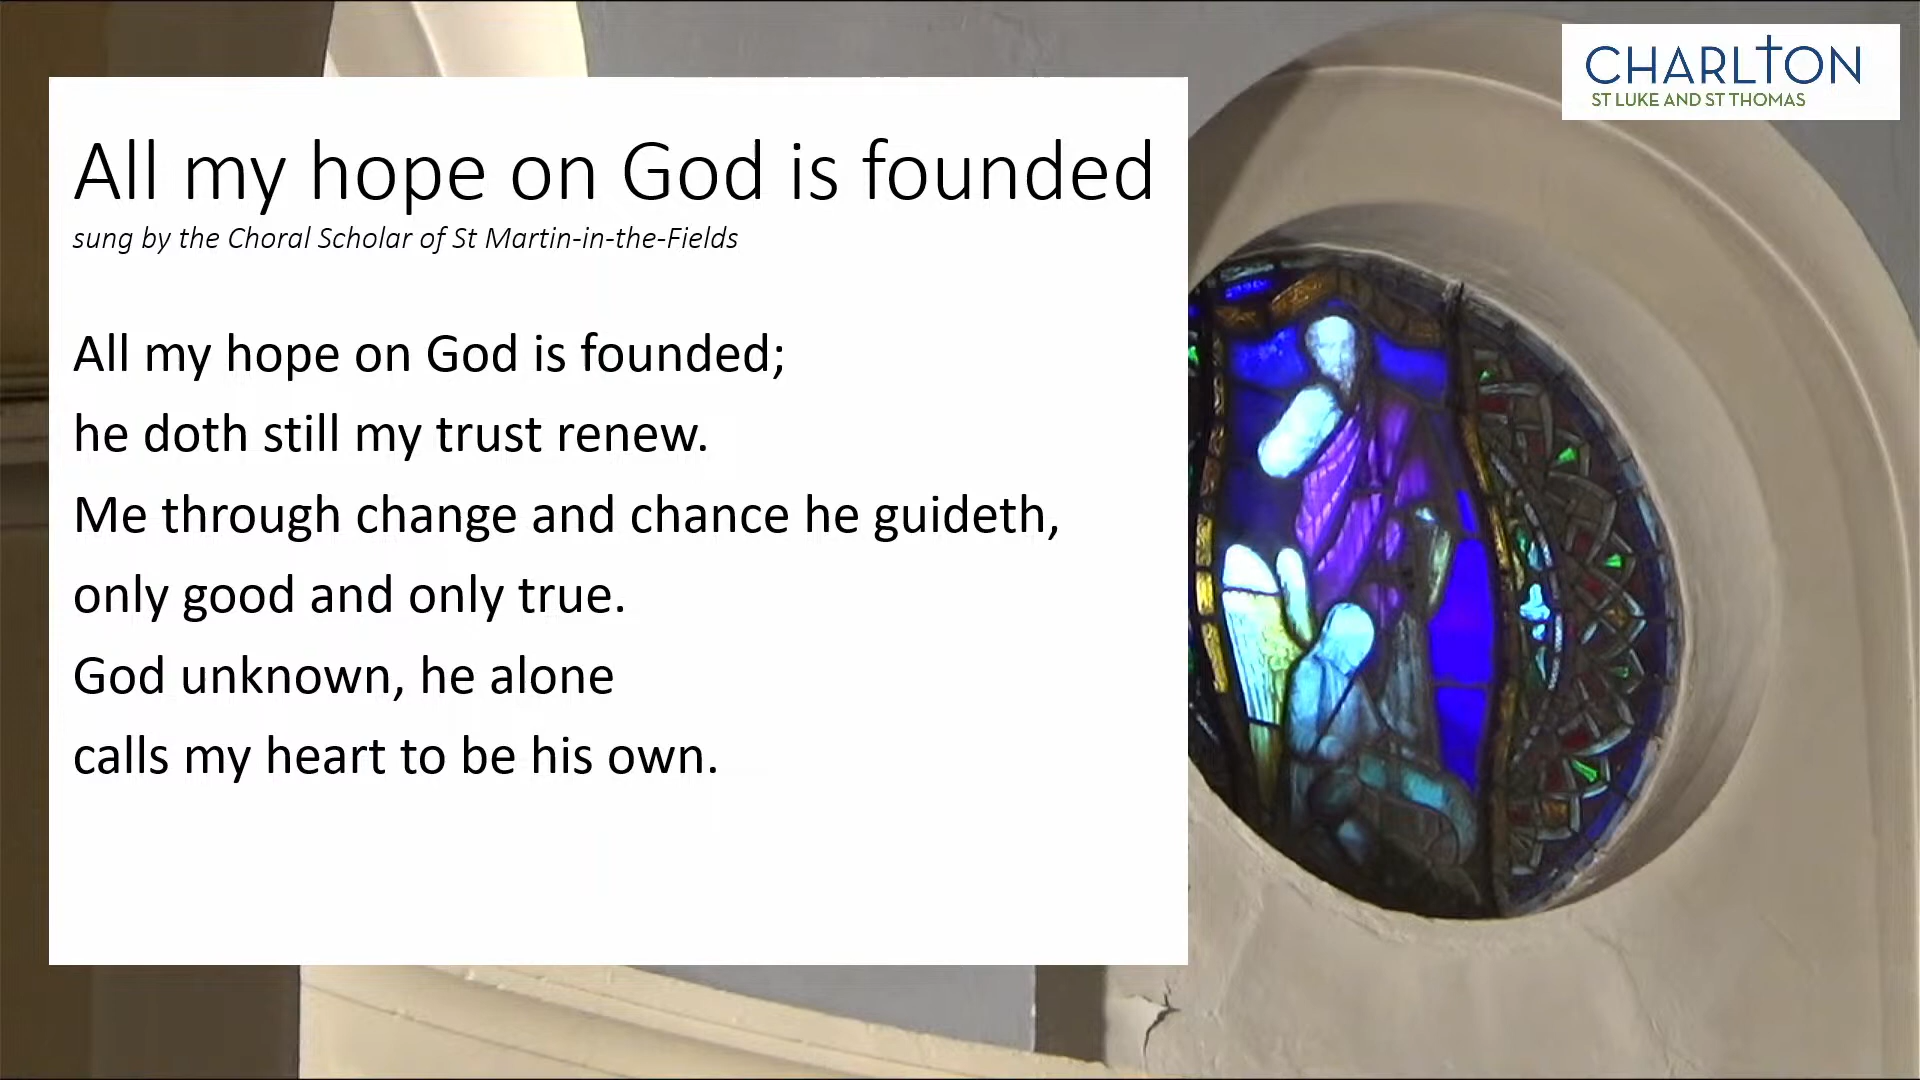 CHARLTON
ST LUKE AND ST THOMAS
All my hope on God is founded
sung by the Choral Scholar of St Martin-in-the-Fields
All my hope on God is founded;
he doth still my trust renew.
Me through change and chance he guideth,
only good and only true.
God unknown, he alone
calls my heart to be his own.